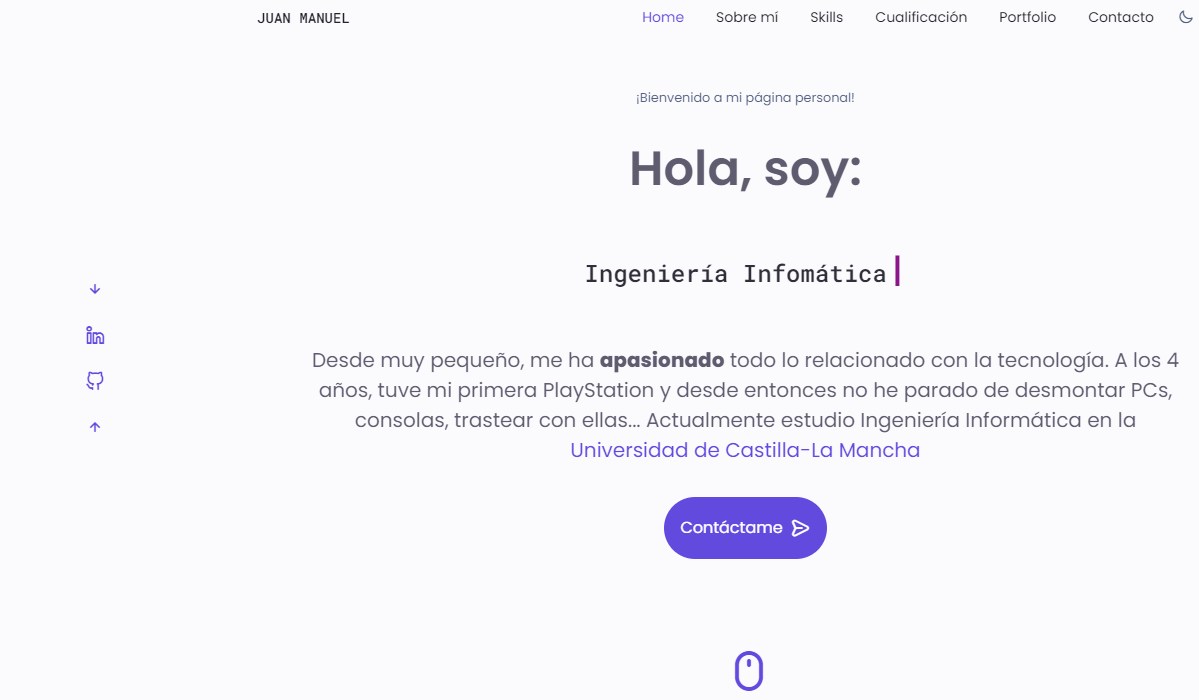 JUAN MANUEL
Home Sobre mí Skills Cualificación Portfolio Contacto
¡Bienvenido a mi página personal!
Hola, soy:
Ingeniería Infomática
Desde muy pequeño, me ha apasionado todo lo relacionado con la tecnología. A los 4
años, tuve mi primera PlayStation y desde entonces no he parado de desmontar PCs,
consolas, trastear con ellas... Actualmente estudio Ingeniería Informática en la
Universidad de Castilla-La Mancha
Contáctame